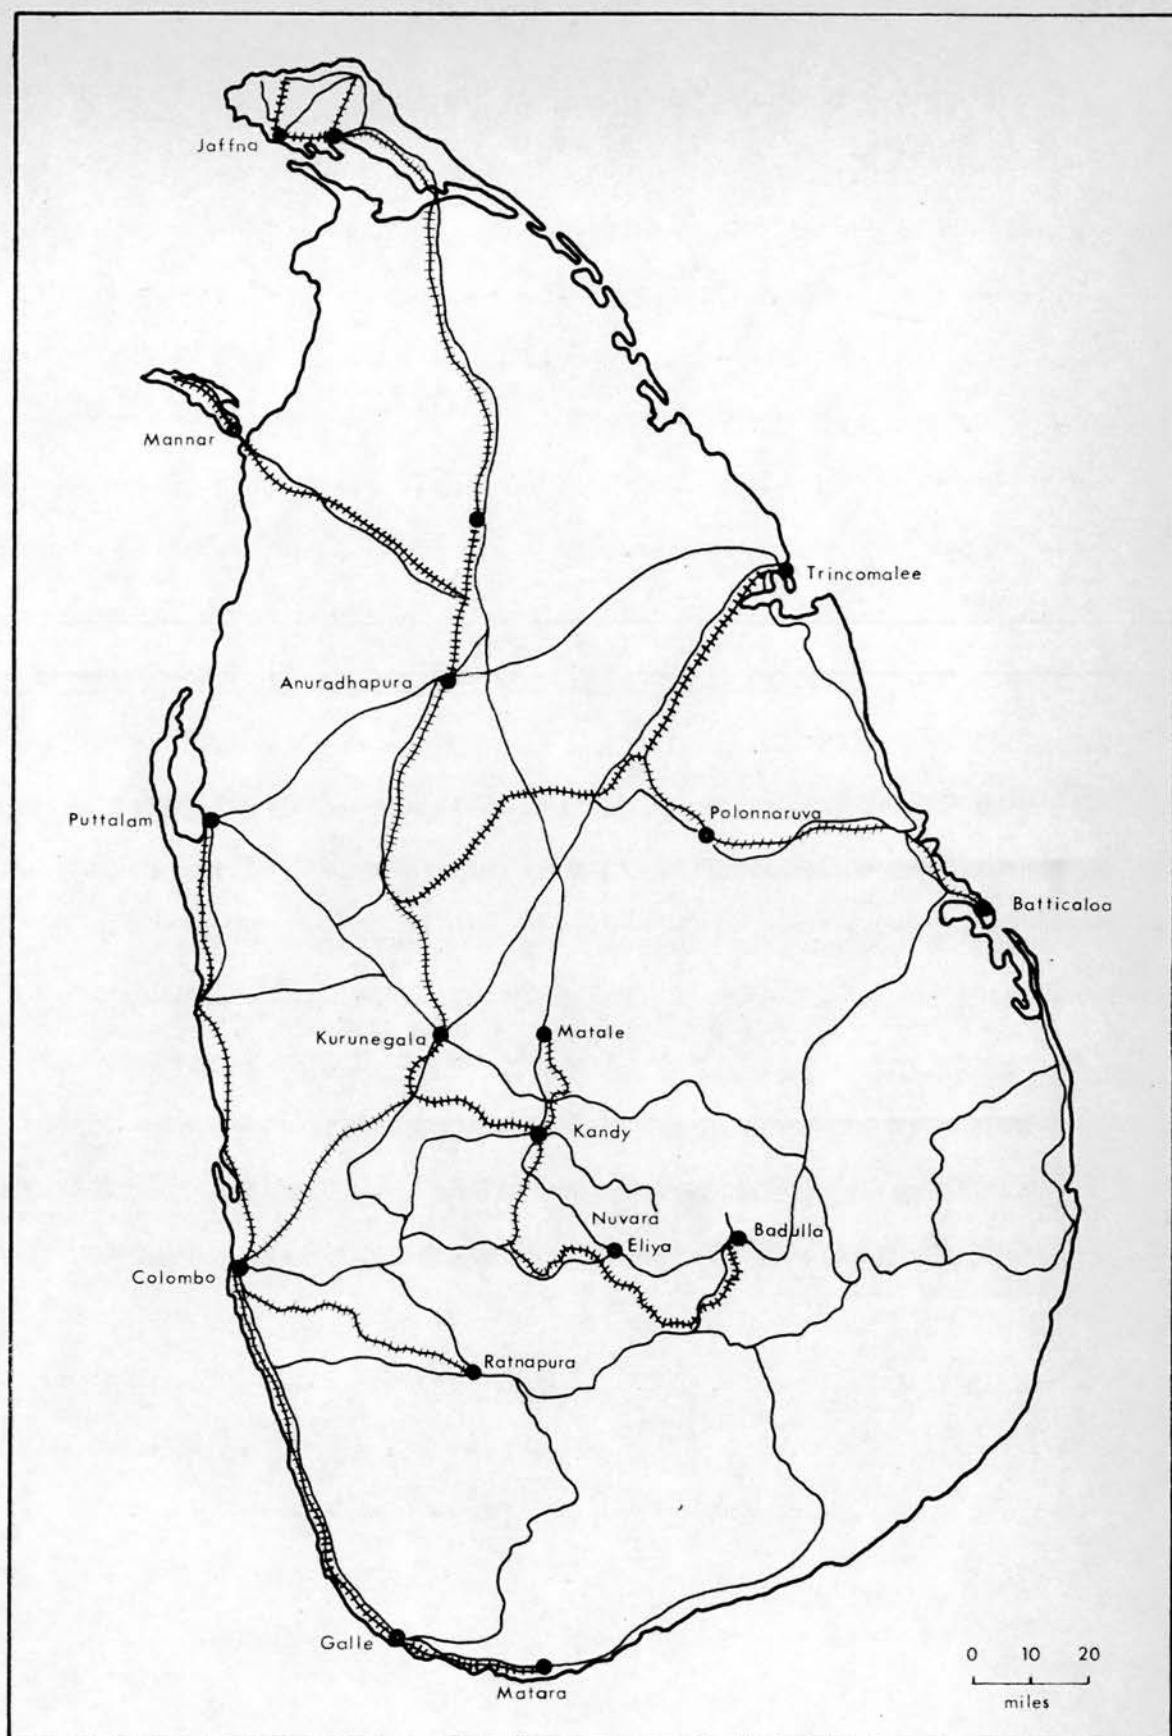 Jaffna
Mannar
Trincomalee
Anuradhapura
Puttalam
Polonnaruva
Batticaloa
Kurunegala
Matale
Kandy
Nuvara
Eliya
Badulla
Colombo
Ratnapura
Galle
Matara
0 10 20
miles